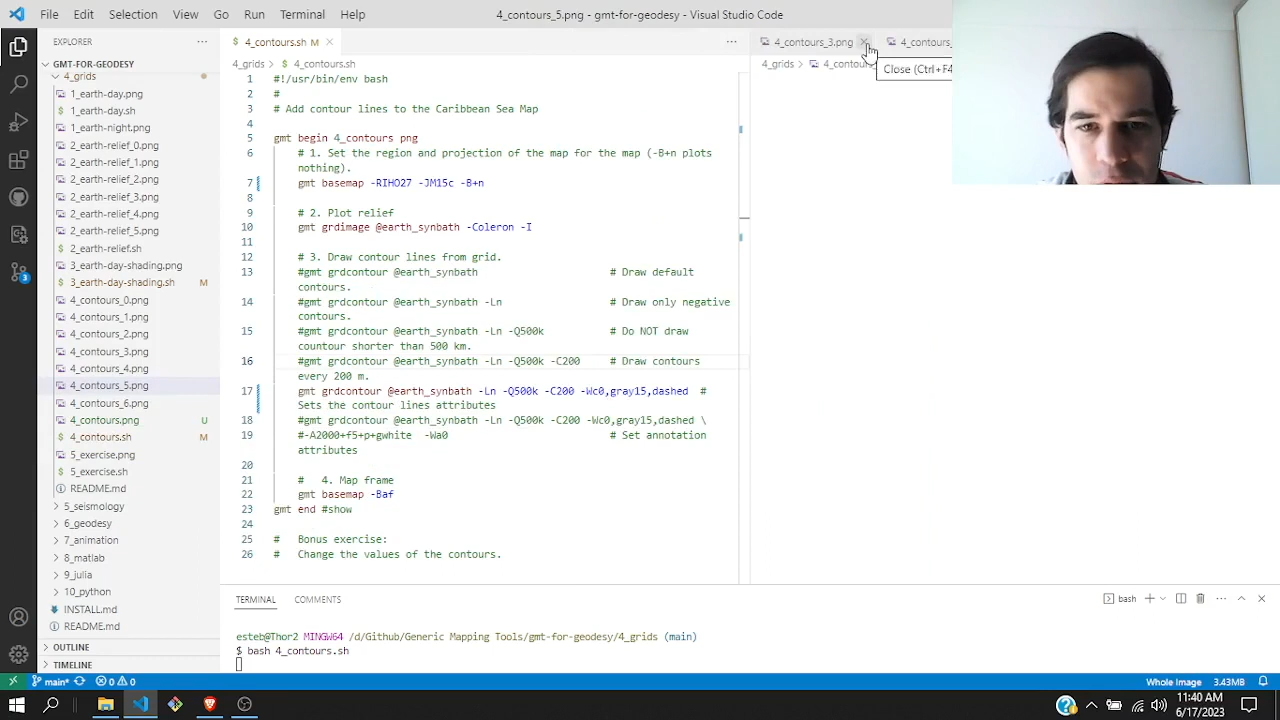 File Edit Selection View Go Run Terminal Help 4_contours_5.png - gmt-for-geodesy - Visual Studio Code
EXPLORER
GMT-FOR-GEODESY
4_grids
1_earth-day.png
1_earth-day.sh
1_earth-night.png
2_earth-relief_0.png
2_earth-relief_1.png
2_earth-relief_2.png
2_earth-relief_3.png
2_earth-relief_4.png
2_earth-relief_5.png
2_earth-relief.sh
3_earth-day-shading.png
3_earth-day-shading.sh M
4_contours_0.png
4_contours_1.png
4_contours_2.png
4_contours_3.png
4_contours_4.png
4_contours_5.png
4_contours_6.png
4_contours.png U
4_contours.sh M
5_exercise.png
5_exercise.sh
README.md
5_seismology
6_geodesy
7_animation
8_matlab
9_julia
10_python
INSTALL.md
README.md
OUTLINE
TIMELINE
3
4_contours.sh M
4_grids > 4_contours.sh
1 #!/usr/bin/env bash
2 #
3 # Add contour lines to the Caribbean Sea Map
4
5 gmt begin 4_contours png
6 # 1. Set the region and projection of the map for the map (-B+n plots
nothing).
7 gmt basemap -RIHO27 -JM15c -B+n
8
9 # 2. Plot relief
10 gmt grdimage @earth_synbath -Coleron -I
11
12 # 3. Draw contour lines from grid.
13 #gmt grdcontour @earth_synbath # Draw default
contours.
14 #gmt grdcontour @earth_synbath -Ln # Draw only negative
contours.
15 #gmt grdcontour @earth_synbath -Ln -Q500k # Do NOT draw
countour shorter than 500 km.
16 #gmt grdcontour @earth_synbath -Ln -Q500k -C200 # Draw contours
every 200 m.
17 gmt grdcontour @earth_synbath -Ln -Q500k -C200 -Wc0,gray15,dashed #
Sets the contour lines attributes
18 #gmt grdcontour @earth_synbath -Ln -Q500k -C200 -Wc0,gray15,dashed \
19 #-A2000+f5+p+gwhite -Wa0 # Set annotation
attributes
20
21 # 4. Map frame
22 gmt basemap -Baf
23 gmt end #show
24
25 # Bonus exercise:
26 # Change the values of the contours.
4_contours_3.png 4_contours_
4_grids > 4_contour
Close (Ctrl+F4
TERMINAL COMMENTS
bash
esteb@Thor2 MINGW64 /d/Github/Generic Mapping Tools/gmt-for-geodesy/4_grids (main)
$ bash 4_contours.sh
main* 0 0 Whole Image 3.43MB
11:40 AM
6/17/2023